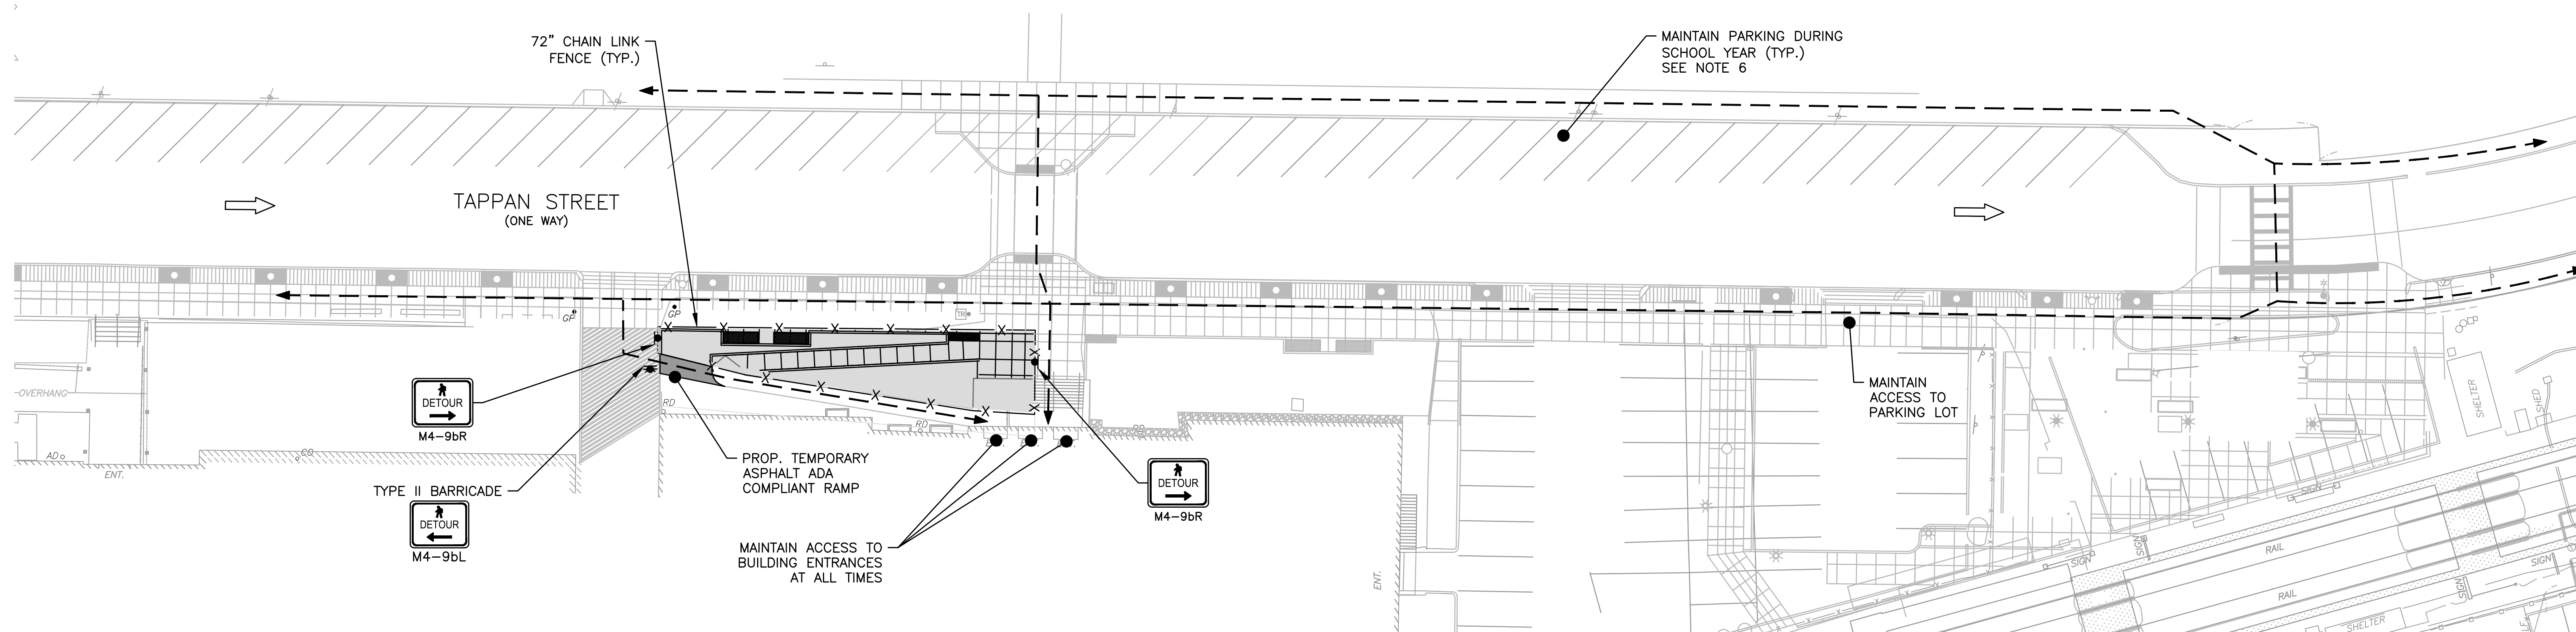 72” CHAIN LINK
FENCE (TYP.)
MAINTAIN PARKING DURING
SCHOOL YEAR (TYP.)
SEE NOTE 6
TAPPAN STREET
(ONE WAY)
GP
GP
TR
OVERHANG
DETOUR
M4-9bR
RD
RD
MAINTAIN
ACCESS TO
PARKING LOT
SHELTER
SHED
AD
ENT.
CO
PROP. TEMPORARY
ASPHALT ADA
COMPLIANT RAMP
DETOUR
M4-9bR
TYPE II BARRICADE
DETOUR
M4-9bL
MAINTAIN ACCESS TO
BUILDING ENTRANCES
AT ALL TIMES
ENT.
SIGN
SIGN
SIGN
RAIL
RAIL
SIGN
SIGN
SHELTER